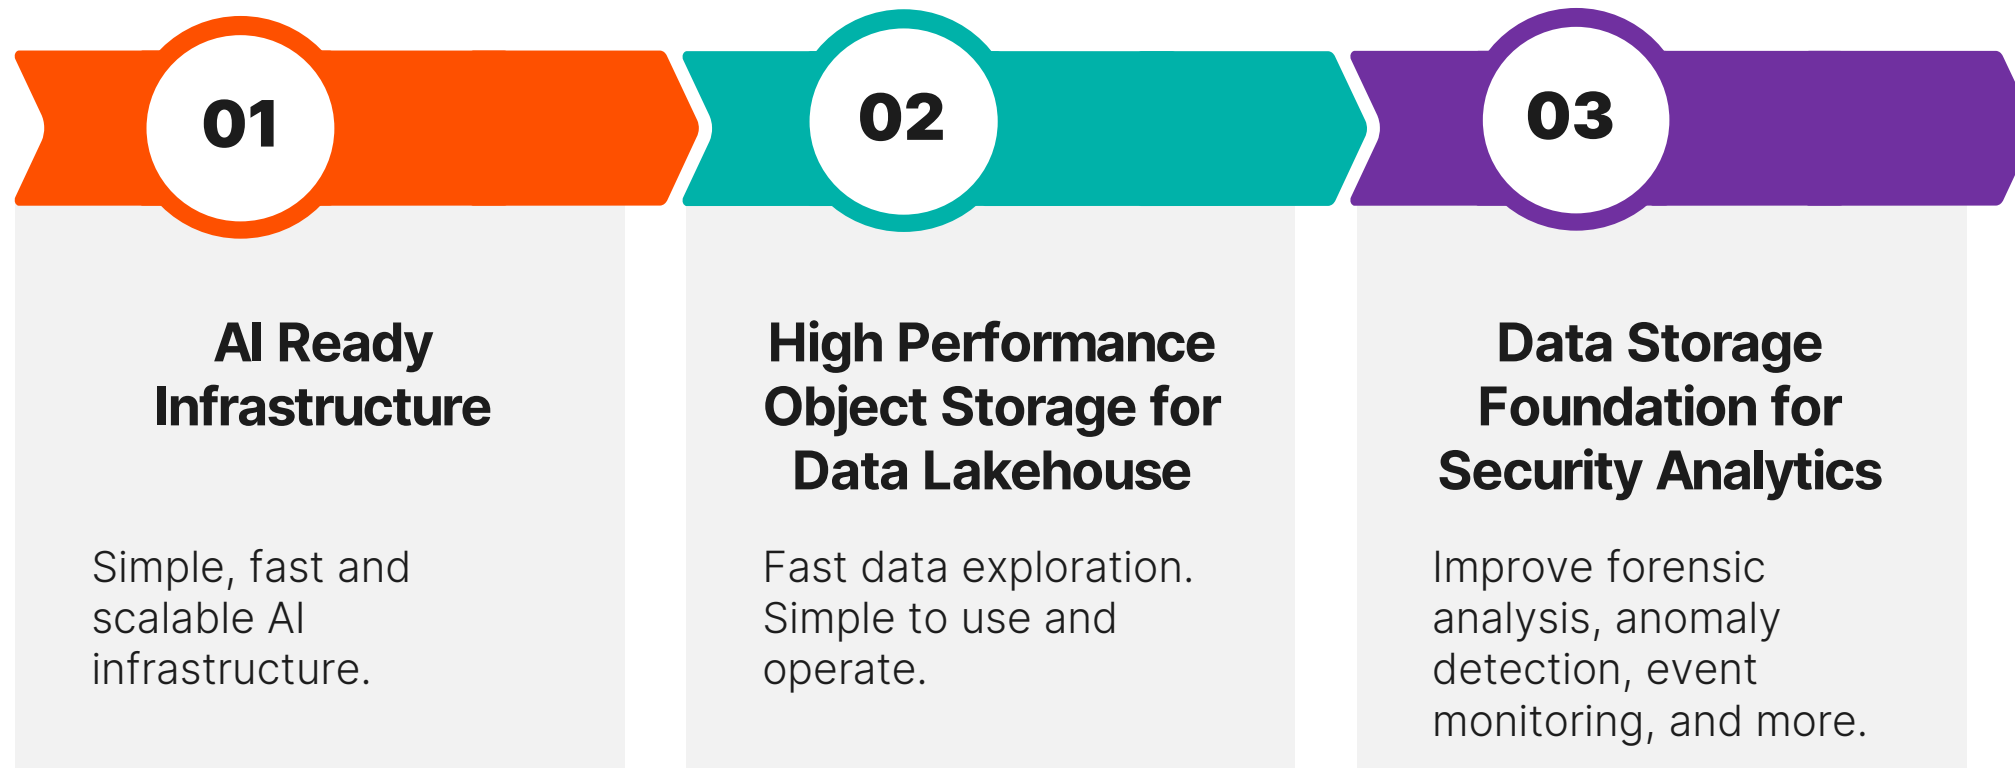 01
AI Ready
Infrastructure
Simple, fast and
scalable AI
infrastructure.
02
High Performance
Object Storage for
Data Lakehouse
Fast data exploration.
Simple to use and
operate.
03
Data Storage
Foundation for
Security Analytics
Improve forensic
analysis, anomaly
detection, event
monitoring, and more.